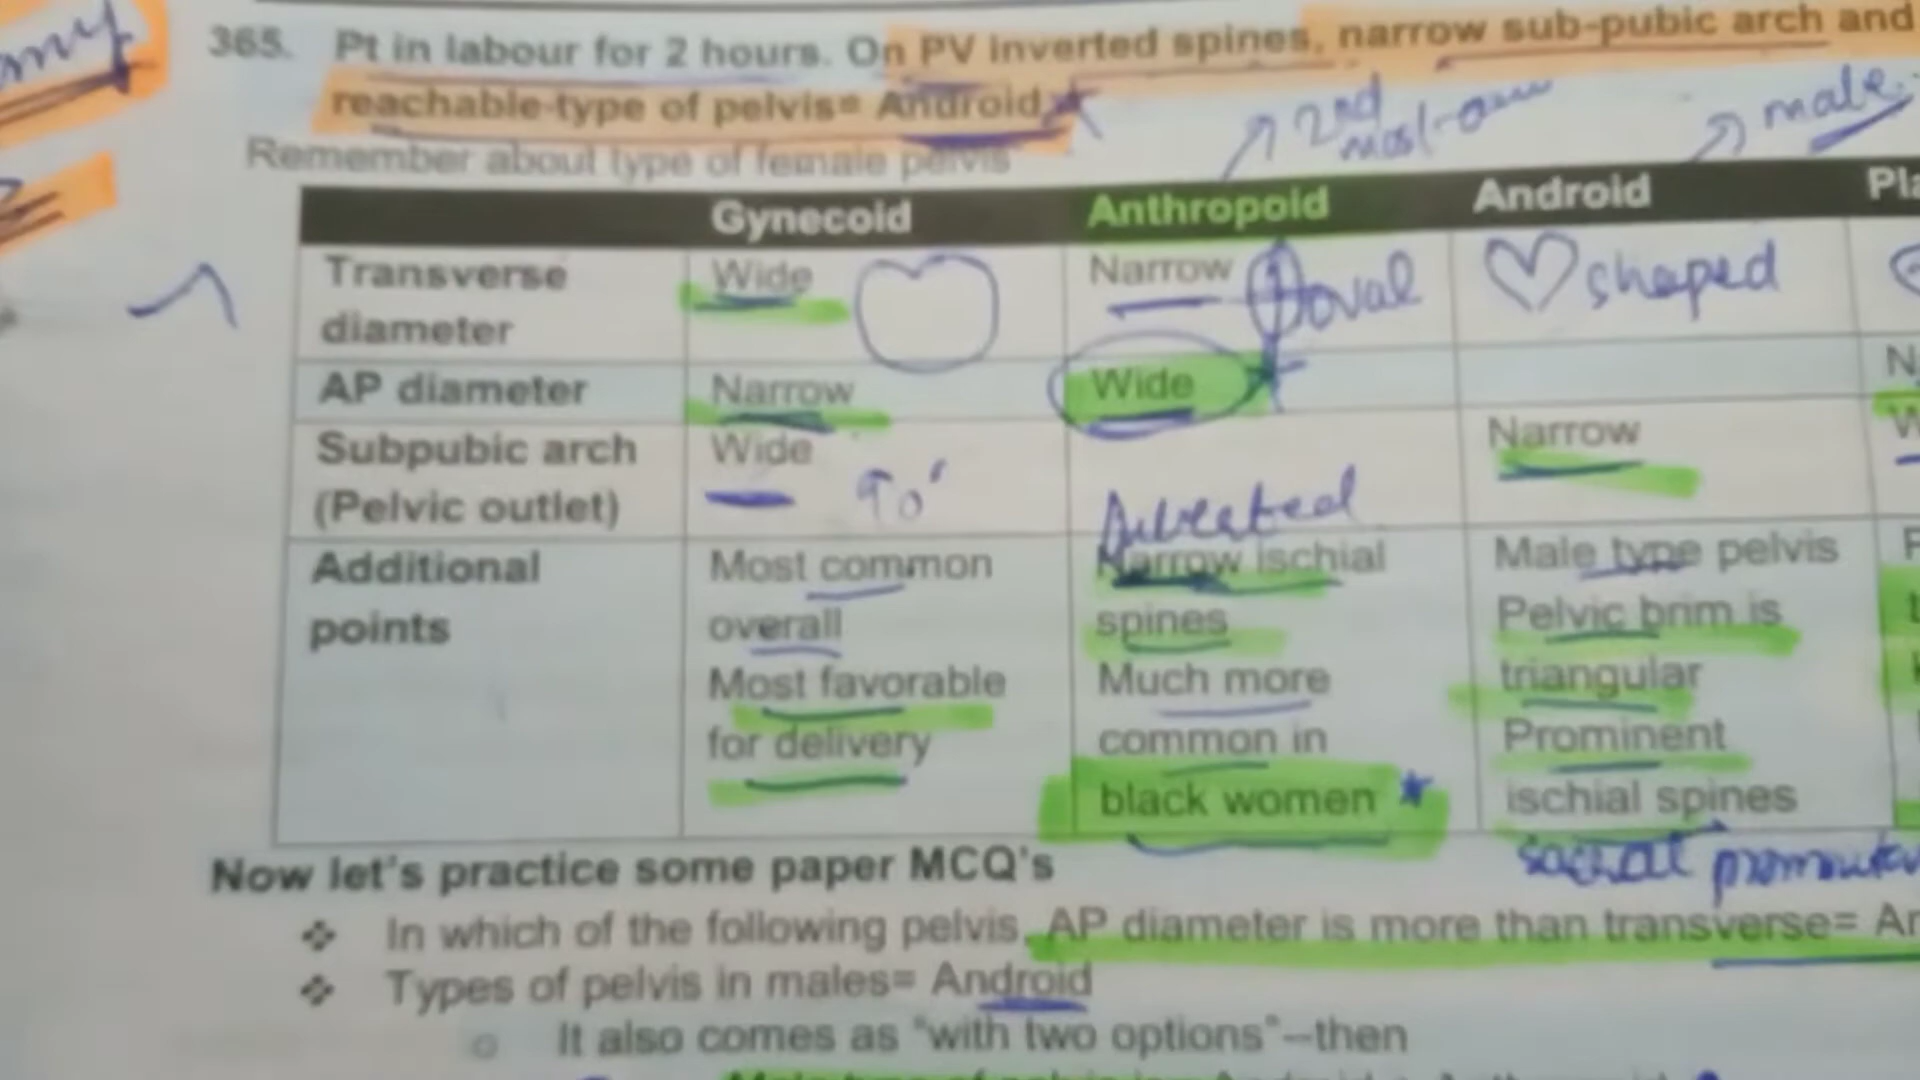 365. Pt in labour for 2 hours. On PV inverted spines, narrow sub-pubic arch and
reachable-type of pelvis= Android
2nd
male
Remember about type of female pelvis
Gynecoid Anthropoid Android Pla
Transverse diameter Wide Narrow oval shaped
AP diameter Narrow Wide N
Subpubic arch (Pelvic outlet) Wide Narrow W
Additional points
Most common overall
Most favorable for delivery
Narrow ischial spines
Much more common in black women
Male type pelvis
Pelvic brim is triangular
Prominent ischial spines
sacral
Now let's practice some paper MCQ's
❖ In which of the following pelvis, AP diameter is more than transverse= An
❖ Types of pelvis in males= Android
o It also comes as "with two options"--then